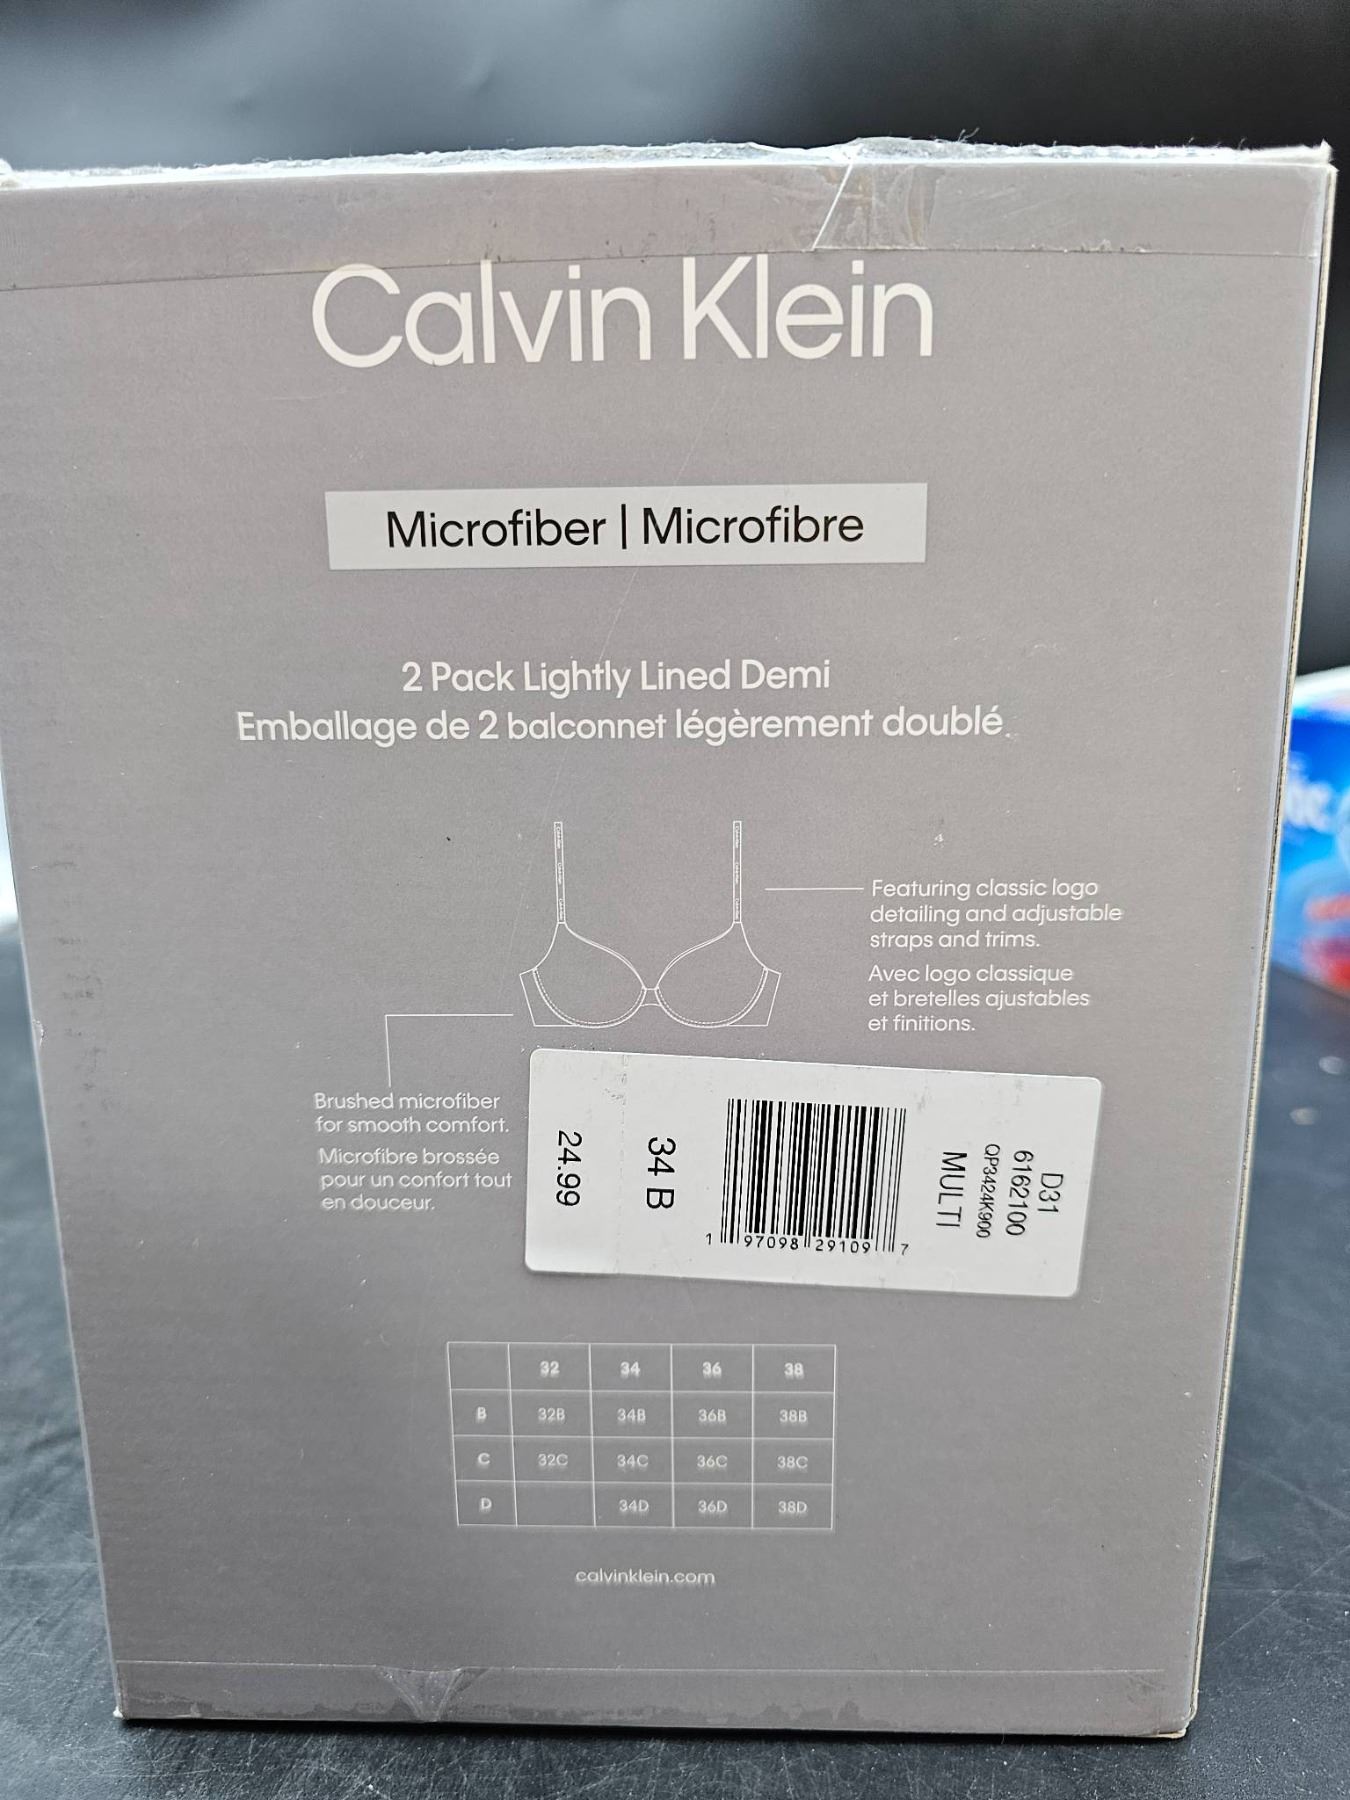 Calvin Klein
Microfiber | Microfibre
2 Pack Lightly Lined Demi
Emballage de 2 balconnet légèrement doublé
Featuring classic logo
detailing and adjustable
straps and trims.
Avec logo classique
et bretelles ajustables
et finitions.
Brushed microfiber
for smooth comfort.
Microfibre brossée
pour un confort tout
en douceur.
D31
6162100
QP3424K900
MULTI
1 97098 29109 7
34 B
24.99
32 34 36 38
B 32B 34B 36B 38B
C 32C 34C 36C 38C
D 34D 36D 38D
calvinklein.com